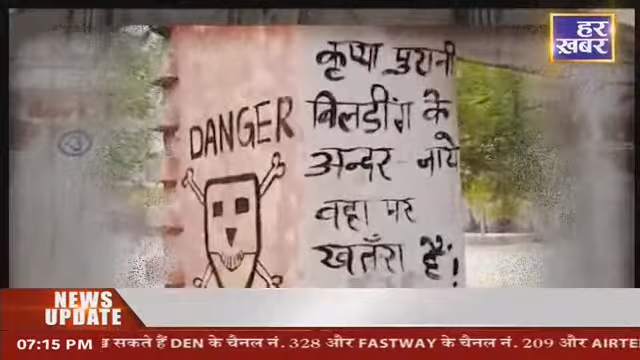 हर
ख़बर
DANGER
कृप्या पुरानी
बिलडींग के
अन्दर - जाये
वहा पर
खतँरा हैं!
NEWS
UPDATE
07:15 PM
ख सकते हैं DEN के चैनल नं. 328 और FASTWAY के चैनल नं. 209 और AIRTE